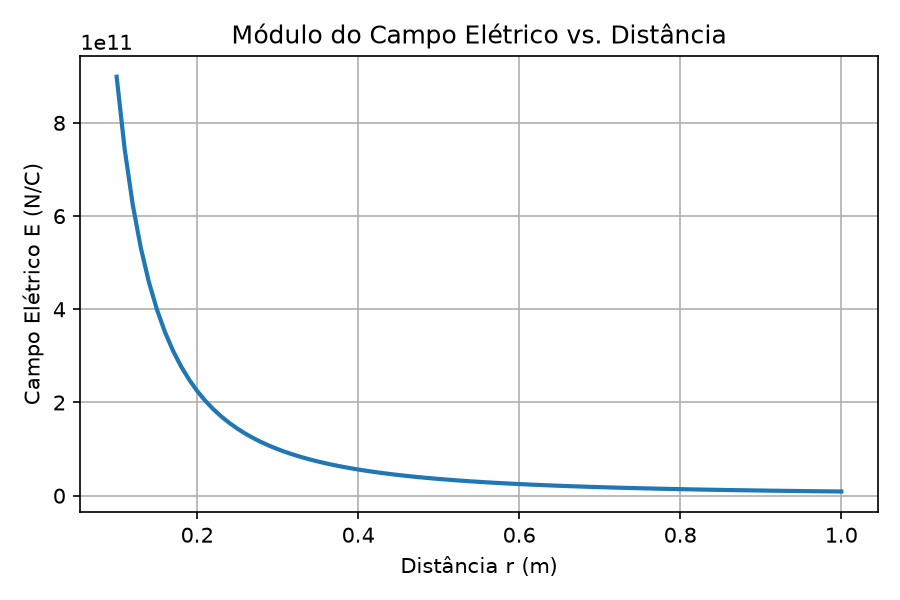 Módulo do Campo Elétrico vs. Distância
1e11
8
6
4
2
0
Campo Elétrico E (N/C)
0.2 0.4 0.6 0.8 1.0
Distância r (m)